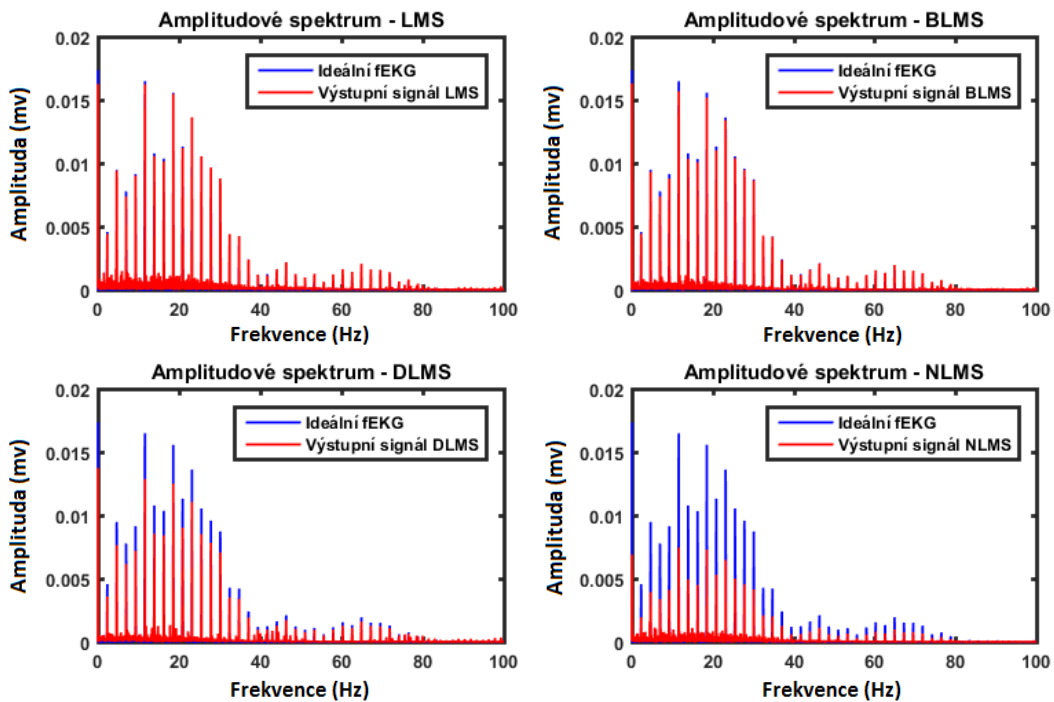 Amplitudové spektrum - LMS
0.02
0.015
0.01
0.005
0
Amplituda (mv)
Ideální fEKG
Výstupní signál LMS
0 20 40 60 80 100
Frekvence (Hz)
Amplitudové spektrum - BLMS
0.02
0.015
0.01
0.005
0
Amplituda (mv)
Ideální fEKG
Výstupní signál BLMS
0 20 40 60 80 100
Frekvence (Hz)
Amplitudové spektrum - DLMS
0.02
0.015
0.01
0.005
0
Amplituda (mv)
Ideální fEKG
Výstupní signál DLMS
0 20 40 60 80 100
Frekvence (Hz)
Amplitudové spektrum - NLMS
0.02
0.015
0.01
0.005
0
Amplituda (mv)
Ideální fEKG
Výstupní signál NLMS
0 20 40 60 80 100
Frekvence (Hz)